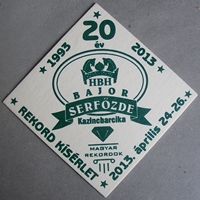 1993 20 2013
év
HBH
BAJOR
SERFŐZDE
Kazincbarcika
MAGYAR
REKORDOK
REKORD KÍSÉRLET
2013. április 24-26.